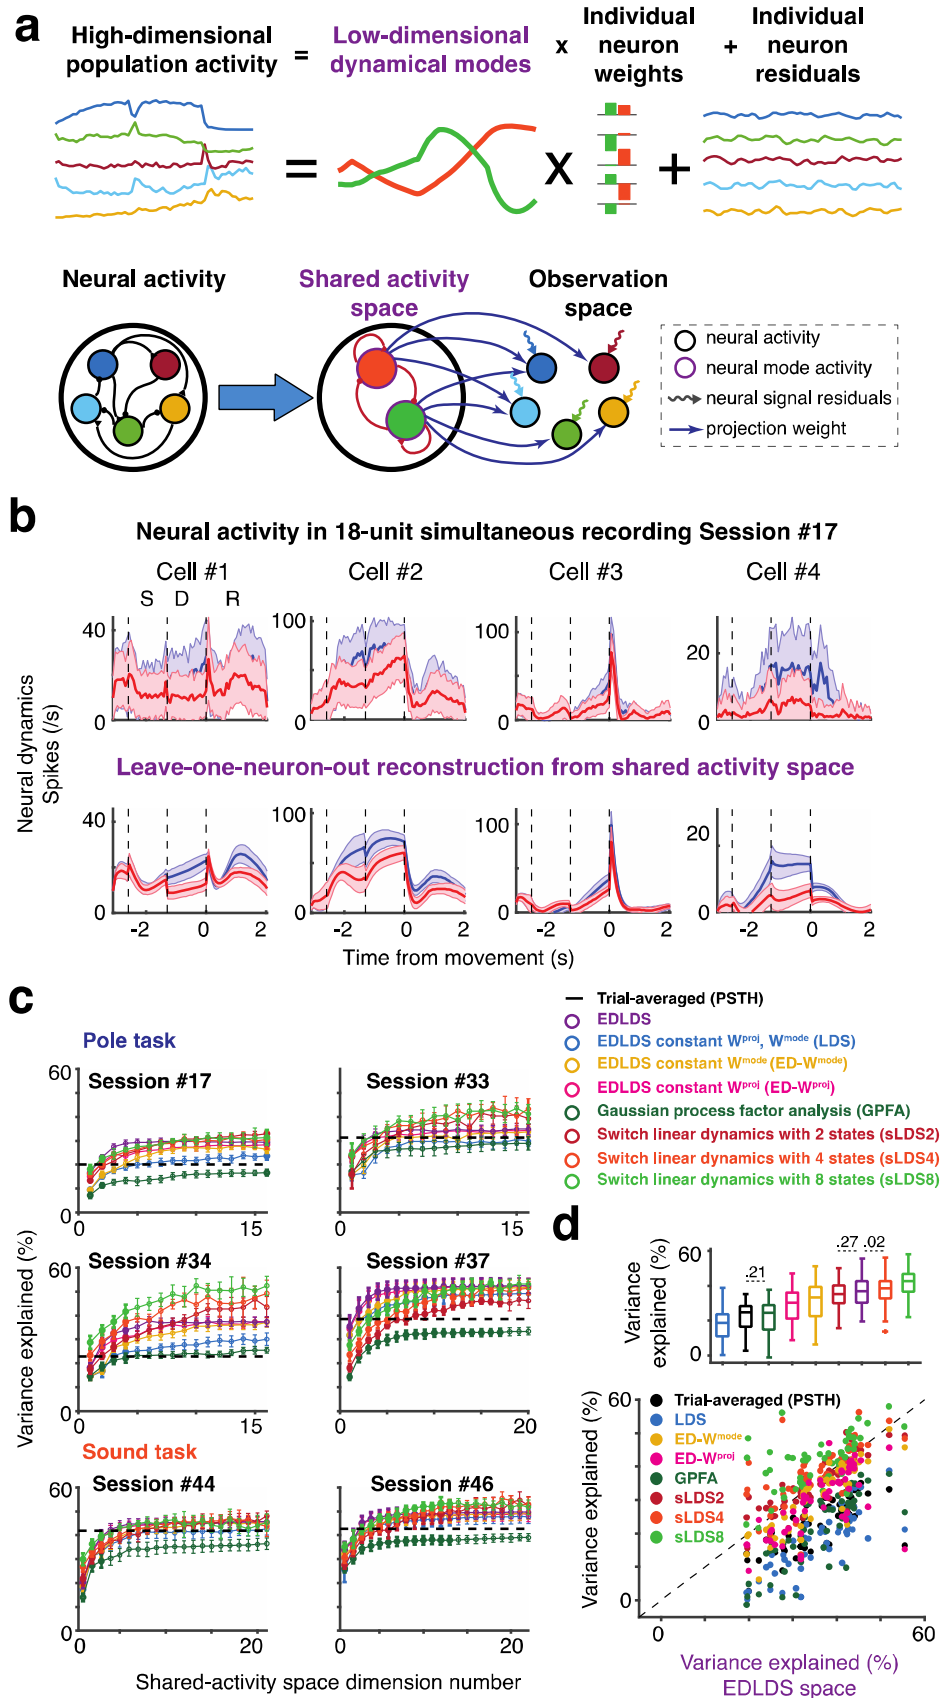 a
High-dimensional population activity
=
Low-dimensional dynamical modes
x
Individual neuron weights
+
Individual neuron residuals
= X +
Neural activity
Shared activity space
Observation space
neural activity
neural mode activity
neural signal residuals
projection weight
b
Neural activity in 18-unit simultaneous recording Session #17
Cell #1
Cell #2
Cell #3
Cell #4
S D R
40
0
100
0
100
0
20
0
Neural dynamics
Spikes (/s)
Leave-one-neuron-out reconstruction from shared activity space
40
0
100
0
100
0
20
0
-2 0 2
-2 0 2
-2 0 2
-2 0 2
Time from movement (s)
c
Trial-averaged (PSTH)
EDLDS
EDLDS constant Wproj, Wmode (LDS)
EDLDS constant Wmode (ED-Wmode)
EDLDS constant Wproj (ED-Wproj)
Gaussian process factor analysis (GPFA)
Switch linear dynamics with 2 states (sLDS2)
Switch linear dynamics with 4 states (sLDS4)
Switch linear dynamics with 8 states (sLDS8)
Pole task
60
Session #17
Session #33
0
0 15
0 15
60
Session #34
Session #37
0
0 15
0 20
Variance explained (%)
Sound task
60
Session #44
Session #46
0
0 20
0 20
Shared-activity space dimension number
d
60
0
Variance explained (%)
.21
.27 .02
60
0
Variance explained (%)
Trial-averaged (PSTH)
LDS
ED-Wmode
ED-Wproj
GPFA
sLDS2
sLDS4
sLDS8
0 60
Variance explained (%)
EDLDS space